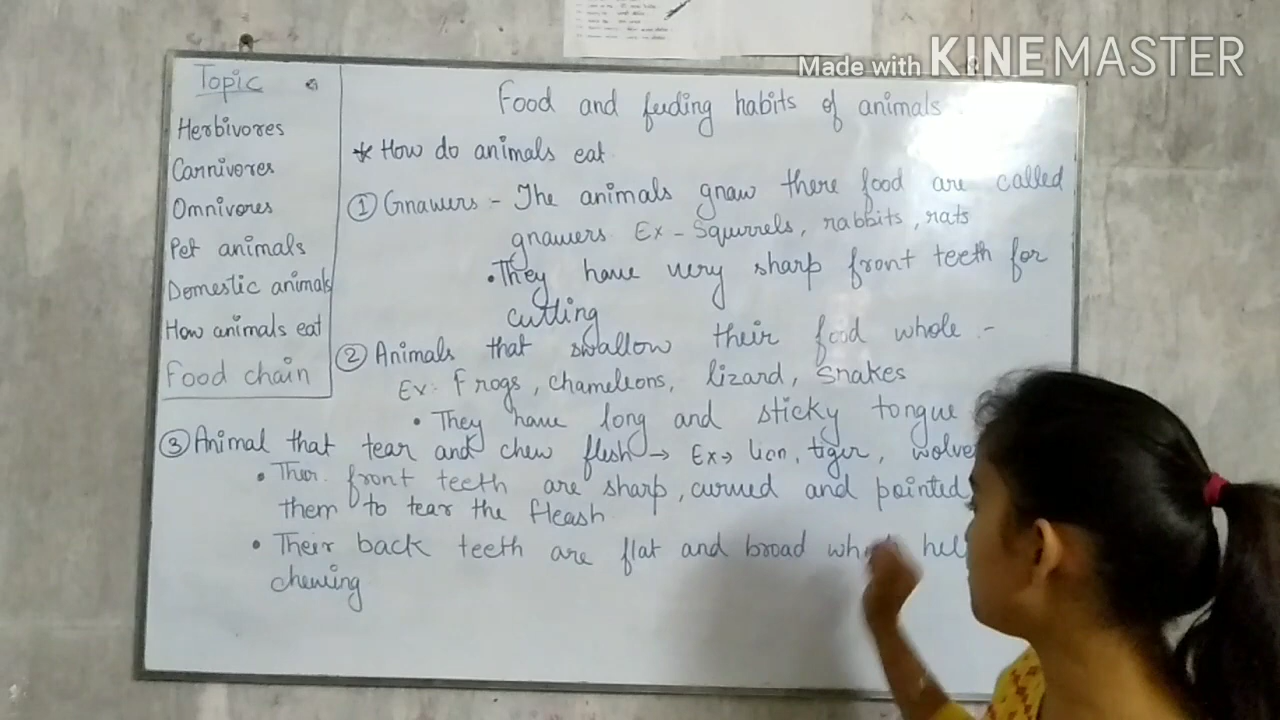 Made with KINEMASTER
Topic
Herbivores
Carnivores
Omnivores
Pet animals
Domestic animals
How animals eat
Food chain
Food and feeding habits of animals
* How do animals eat
① Gnawers - The animals gnaw there food are called
gnawers. Ex - Squirrels, rabbits, rats
• They have very sharp front teeth for
cutting
② Animals that swallow their food whole -
Ex: Frogs, chameleons, lizard, snakes
• They have long and sticky tongue
③ Animal that tear and chew flesh → Ex → lion, tiger, wolve
• Their front teeth are sharp, curved and pointed
them to tear the fleash
• Their back teeth are flat and broad
chewing